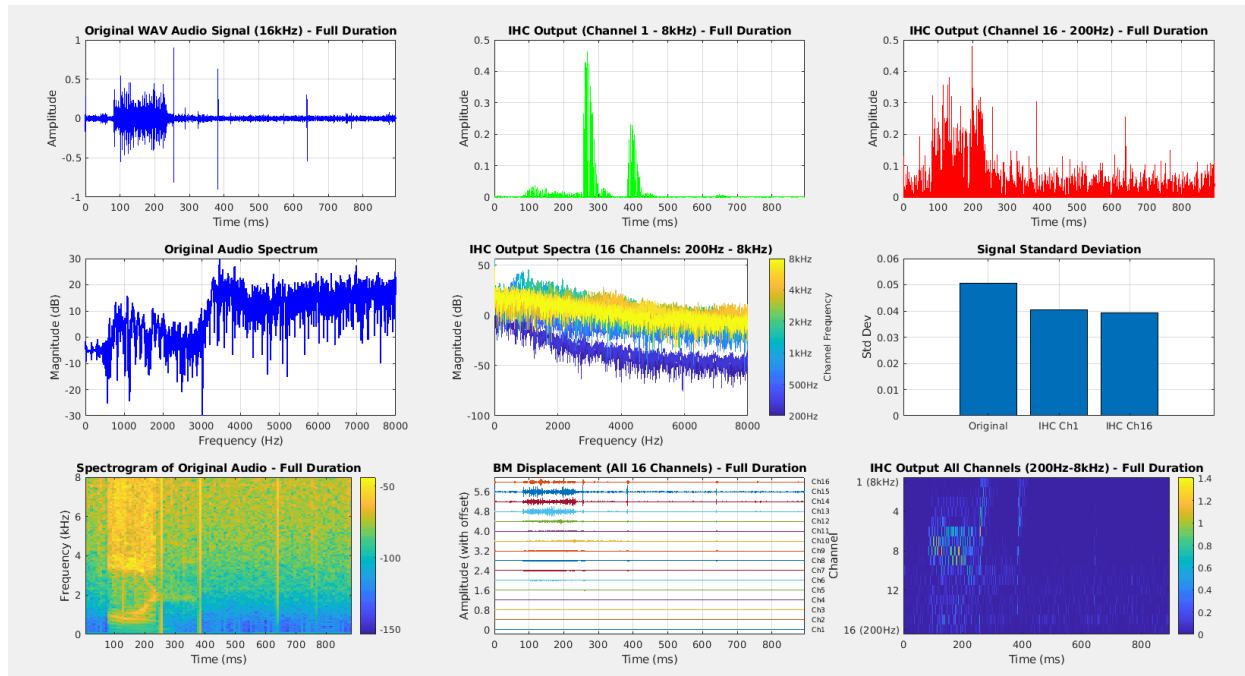 Original WAV Audio Signal (16kHz) - Full Duration
Amplitude
1
0.5
0
-0.5
-1
0 100 200 300 400 500 600 700 800
Time (ms)
IHC Output (Channel 1 - 8kHz) - Full Duration
Amplitude
0.5
0.4
0.3
0.2
0.1
0
0 100 200 300 400 500 600 700 800
Time (ms)
IHC Output (Channel 16 - 200Hz) - Full Duration
Amplitude
0.5
0.4
0.3
0.2
0.1
0
0 100 200 300 400 500 600 700 800
Time (ms)
Original Audio Spectrum
Magnitude (dB)
30
20
10
0
-10
-20
-30
0 1000 2000 3000 4000 5000 6000 7000 8000
Frequency (Hz)
IHC Output Spectra (16 Channels: 200Hz - 8kHz)
Magnitude (dB)
50
0
-50
-100
0 2000 4000 6000 8000
Frequency (Hz)
8kHz
4kHz
2kHz
1kHz
500Hz
200Hz
Channel Frequency
Signal Standard Deviation
Std Dev
0.06
0.05
0.04
0.03
0.02
0.01
0
Original IHC Ch1 IHC Ch16
Spectrogram of Original Audio - Full Duration
Frequency (kHz)
8
6
4
2
0
0 200 400 600 800
Time (ms)
-50
-100
-150
BM Displacement (All 16 Channels) - Full Duration
Amplitude (with offset)
5.6
4.8
4.0
3.2
2.4
1.6
0.8
0
0 100 200 300 400 500 600 700 800
Time (ms)
Ch16
Ch15
Ch14
Ch13
Ch12
Ch11
Ch10
Ch9
Ch8
Ch7
Ch6
Ch5
Ch4
Ch3
Ch2
Ch1
IHC Output All Channels (200Hz-8kHz) - Full Duration
Channel
1 (8kHz)
4
8
12
16 (200Hz)
0 200 400 600 800
Time (ms)
1.4
1.2
1
0.8
0.6
0.4
0.2
0